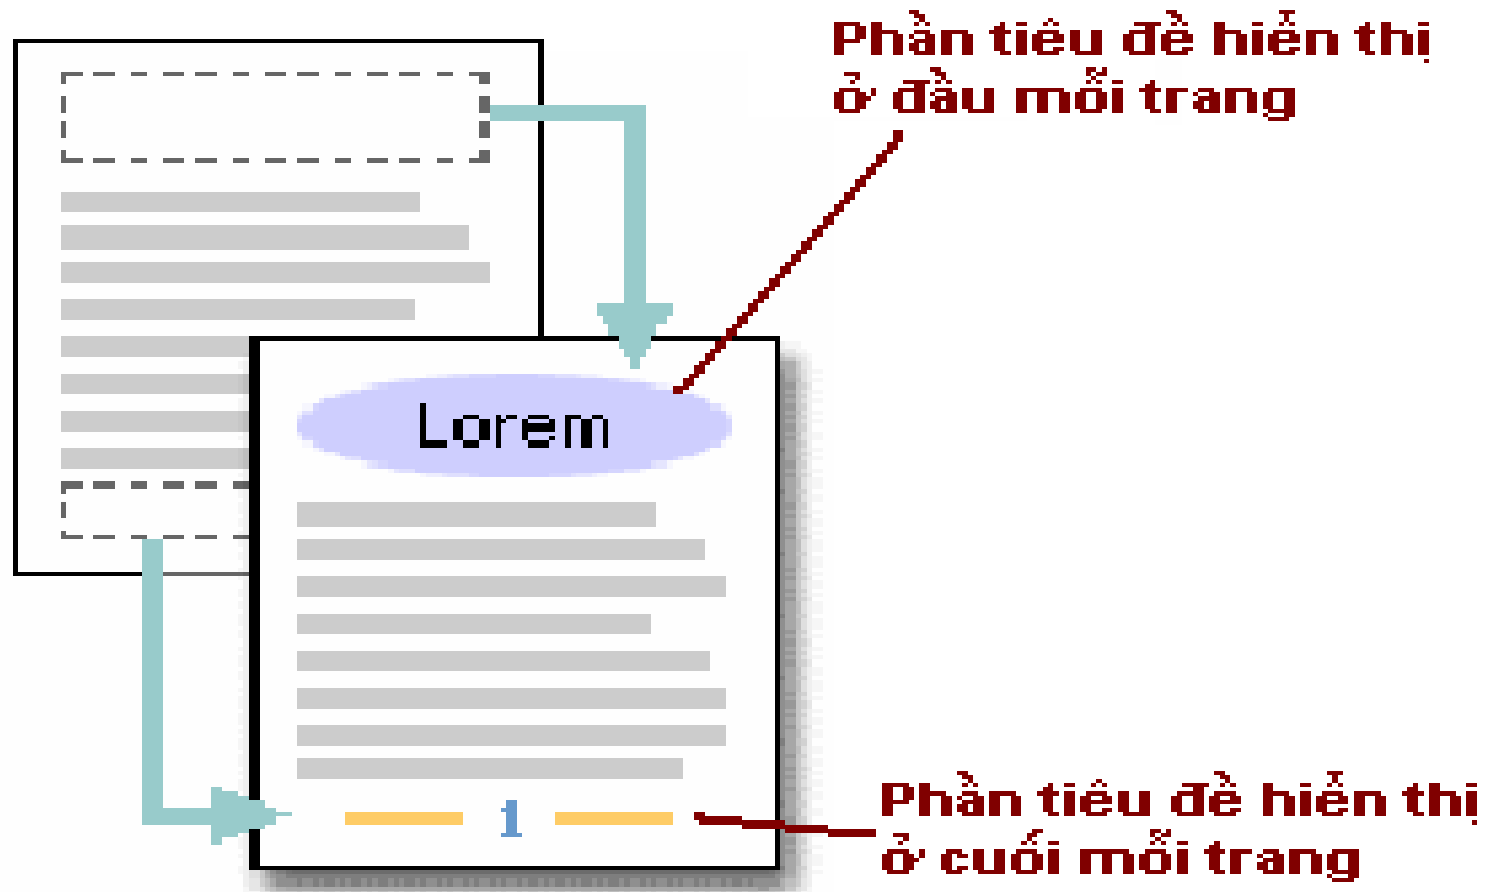 Phần tiêu đề hiển thị
ở đầu mỗi trang
Lorem
1
Phần tiêu đề hiển thị
ở cuối mỗi trang